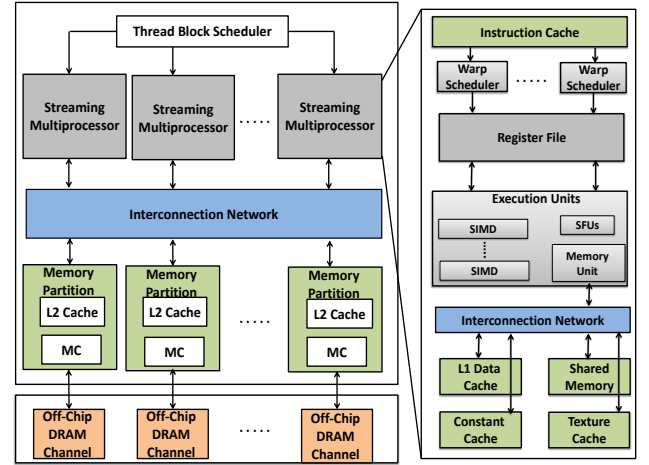 Thread Block Scheduler
Streaming
Multiprocessor
Streaming
Multiprocessor
.....
Streaming
Multiprocessor
Interconnection Network
Memory
Partition
L2 Cache
MC
Memory
Partition
L2 Cache
MC
.....
Memory
Partition
L2 Cache
MC
Off-Chip
DRAM
Channel
Off-Chip
DRAM
Channel
.....
Off-Chip
DRAM
Channel
Instruction Cache
Warp
Scheduler
.....
Warp
Scheduler
Register File
Execution Units
SIMD
SIMD
SFUs
Memory
Unit
Interconnection Network
L1 Data
Cache
Shared
Memory
Constant
Cache
Texture
Cache